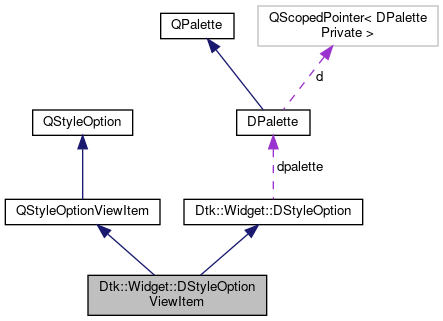 QPalette
QScopedPointer< DPalette
Private >
d
QStyleOption
DPalette
dpalette
QStyleOptionViewItem
Dtk::Widget::DStyleOption
Dtk::Widget::DStyleOption
ViewItem